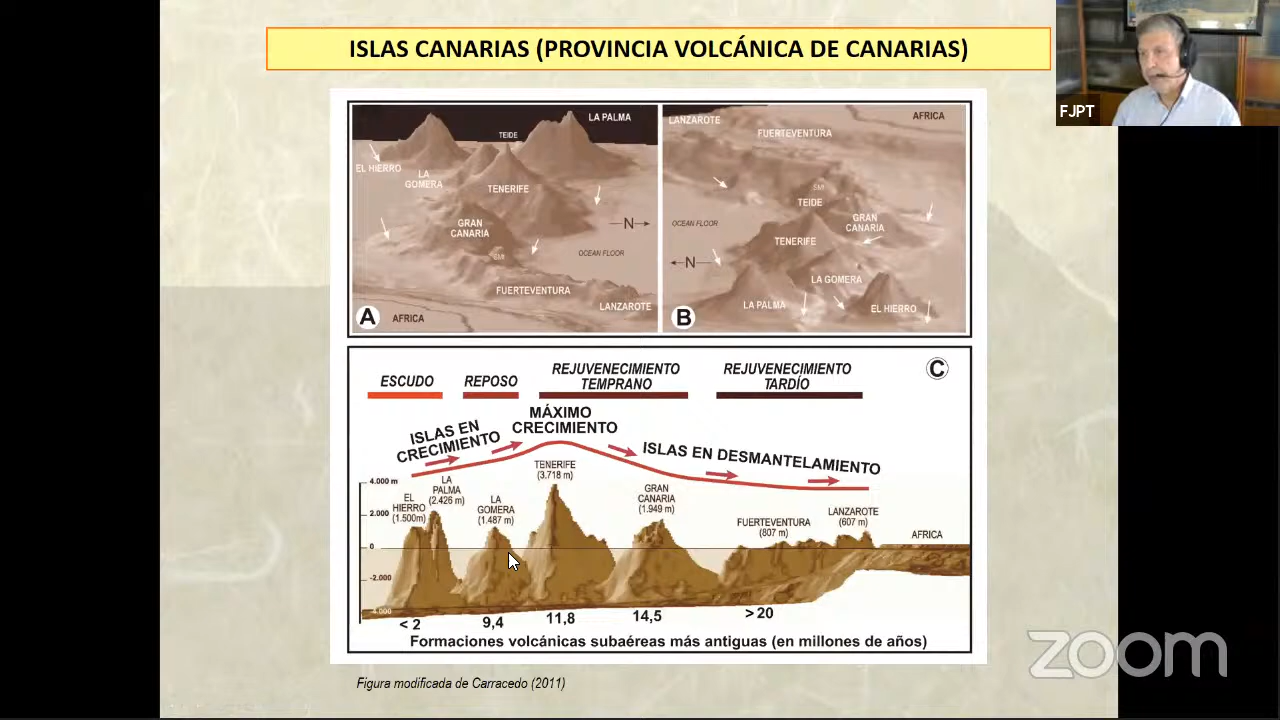 ISLAS CANARIAS (PROVINCIA VOLCÁNICA DE CANARIAS)
FJPT
LA PALMA
TEIDE
EL HIERRO
LA
GOMERA
TENERIFE
GRAN
CANARIA
N
OCEAN FLOOR
SM
FUERTEVENTURA
LANZAROTE
AFRICA
A
LANZAROTE
FUERTEVENTURA
AFRICA
SM
TEIDE
OCEAN FLOOR
GRAN
CANARIA
TENERIFE
N
LA GOMERA
LA PALMA
EL HIERRO
B
C
ESCUDO
REPOSO
REJUVENECIMIENTO
TEMPRANO
REJUVENECIMIENTO
TARDÍO
ISLAS EN
CRECIMIENTO
MÁXIMO
CRECIMIENTO
ISLAS EN DESMANTELAMIENTO
4.000 m
2.000
0
-2.000
-4.000
EL
HIERRO
(1.500m)
LA
PALMA
(2.426 m)
LA
GOMERA
(1.487 m)
TENERIFE
(3.718 m)
GRAN
CANARIA
(1.949 m)
FUERTEVENTURA
(807 m)
LANZAROTE
(607 m)
AFRICA
< 2
9,4
11,8
14,5
> 20
Formaciones volcánicas subaéreas más antiguas (en millones de años)
Figura modificada de Carracedo (2011)
zoom